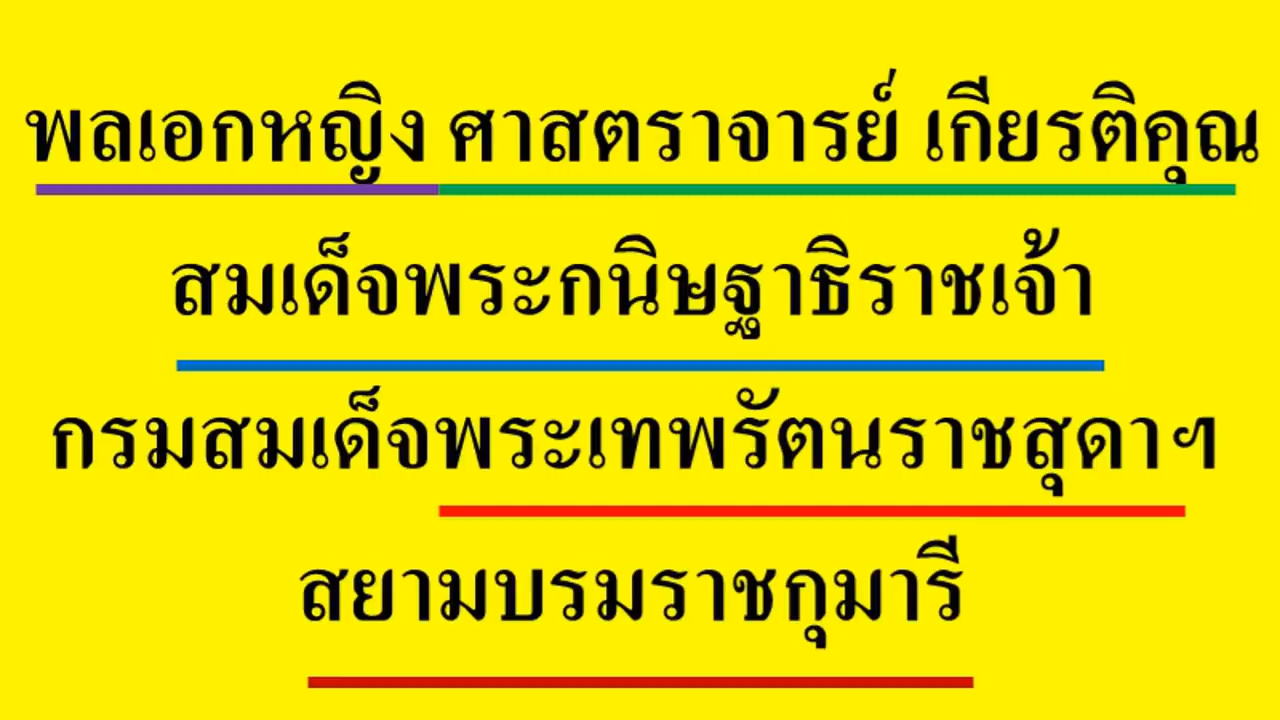 พลเอกหญิง ศาสตราจารย์ เกียรติคุณ
สมเด็จพระกนิษฐาธิราชเจ้า
กรมสมเด็จพระเทพรัตนราชสุดาฯ
สยามบรมราชกุมารี